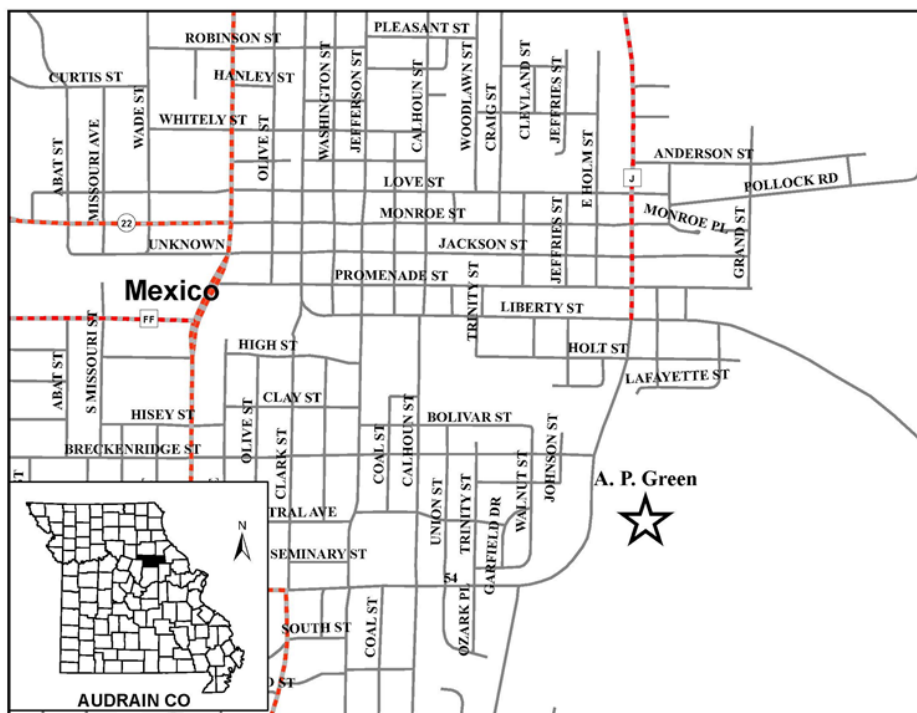 PLEASANT ST
ROBINSON ST
CURTIS ST
HANLEY ST
WADE ST
WASHINGTON ST
JEFFERSON ST
CALHOUN ST
WOODLAWN ST
CRAIG ST
CLEVLAND ST
JEFFRIES ST
WHITELY ST
ABAT ST
MISSOURI AVE
OLIVE ST
E HOLM ST
ANDERSON ST
J
LOVE ST
POLLOCK RD
22
MONROE ST
MONROE PL
UNKNOWN
JACKSON ST
JEFFRIES ST
GRAND ST
PROMENADE ST
Mexico
TRINITY ST
LIBERTY ST
FF
ABAT ST
S MISSOURI ST
HIGH ST
HOLT ST
LAFAYETTE ST
CLAY ST
HISEY ST
BOLIVAR ST
OLIVE ST
BRECKENRIDGE ST
CLARK ST
COAL ST
CALHOUN ST
JOHNSON ST
WALNUT ST
A. P. Green
UNION ST
TRINITY ST
GARFIELD DR
ST
TRAL AVE
N
SEMINARY ST
54
OZARK PL
SOUTH ST
COAL ST
ST
AUDRAIN CO